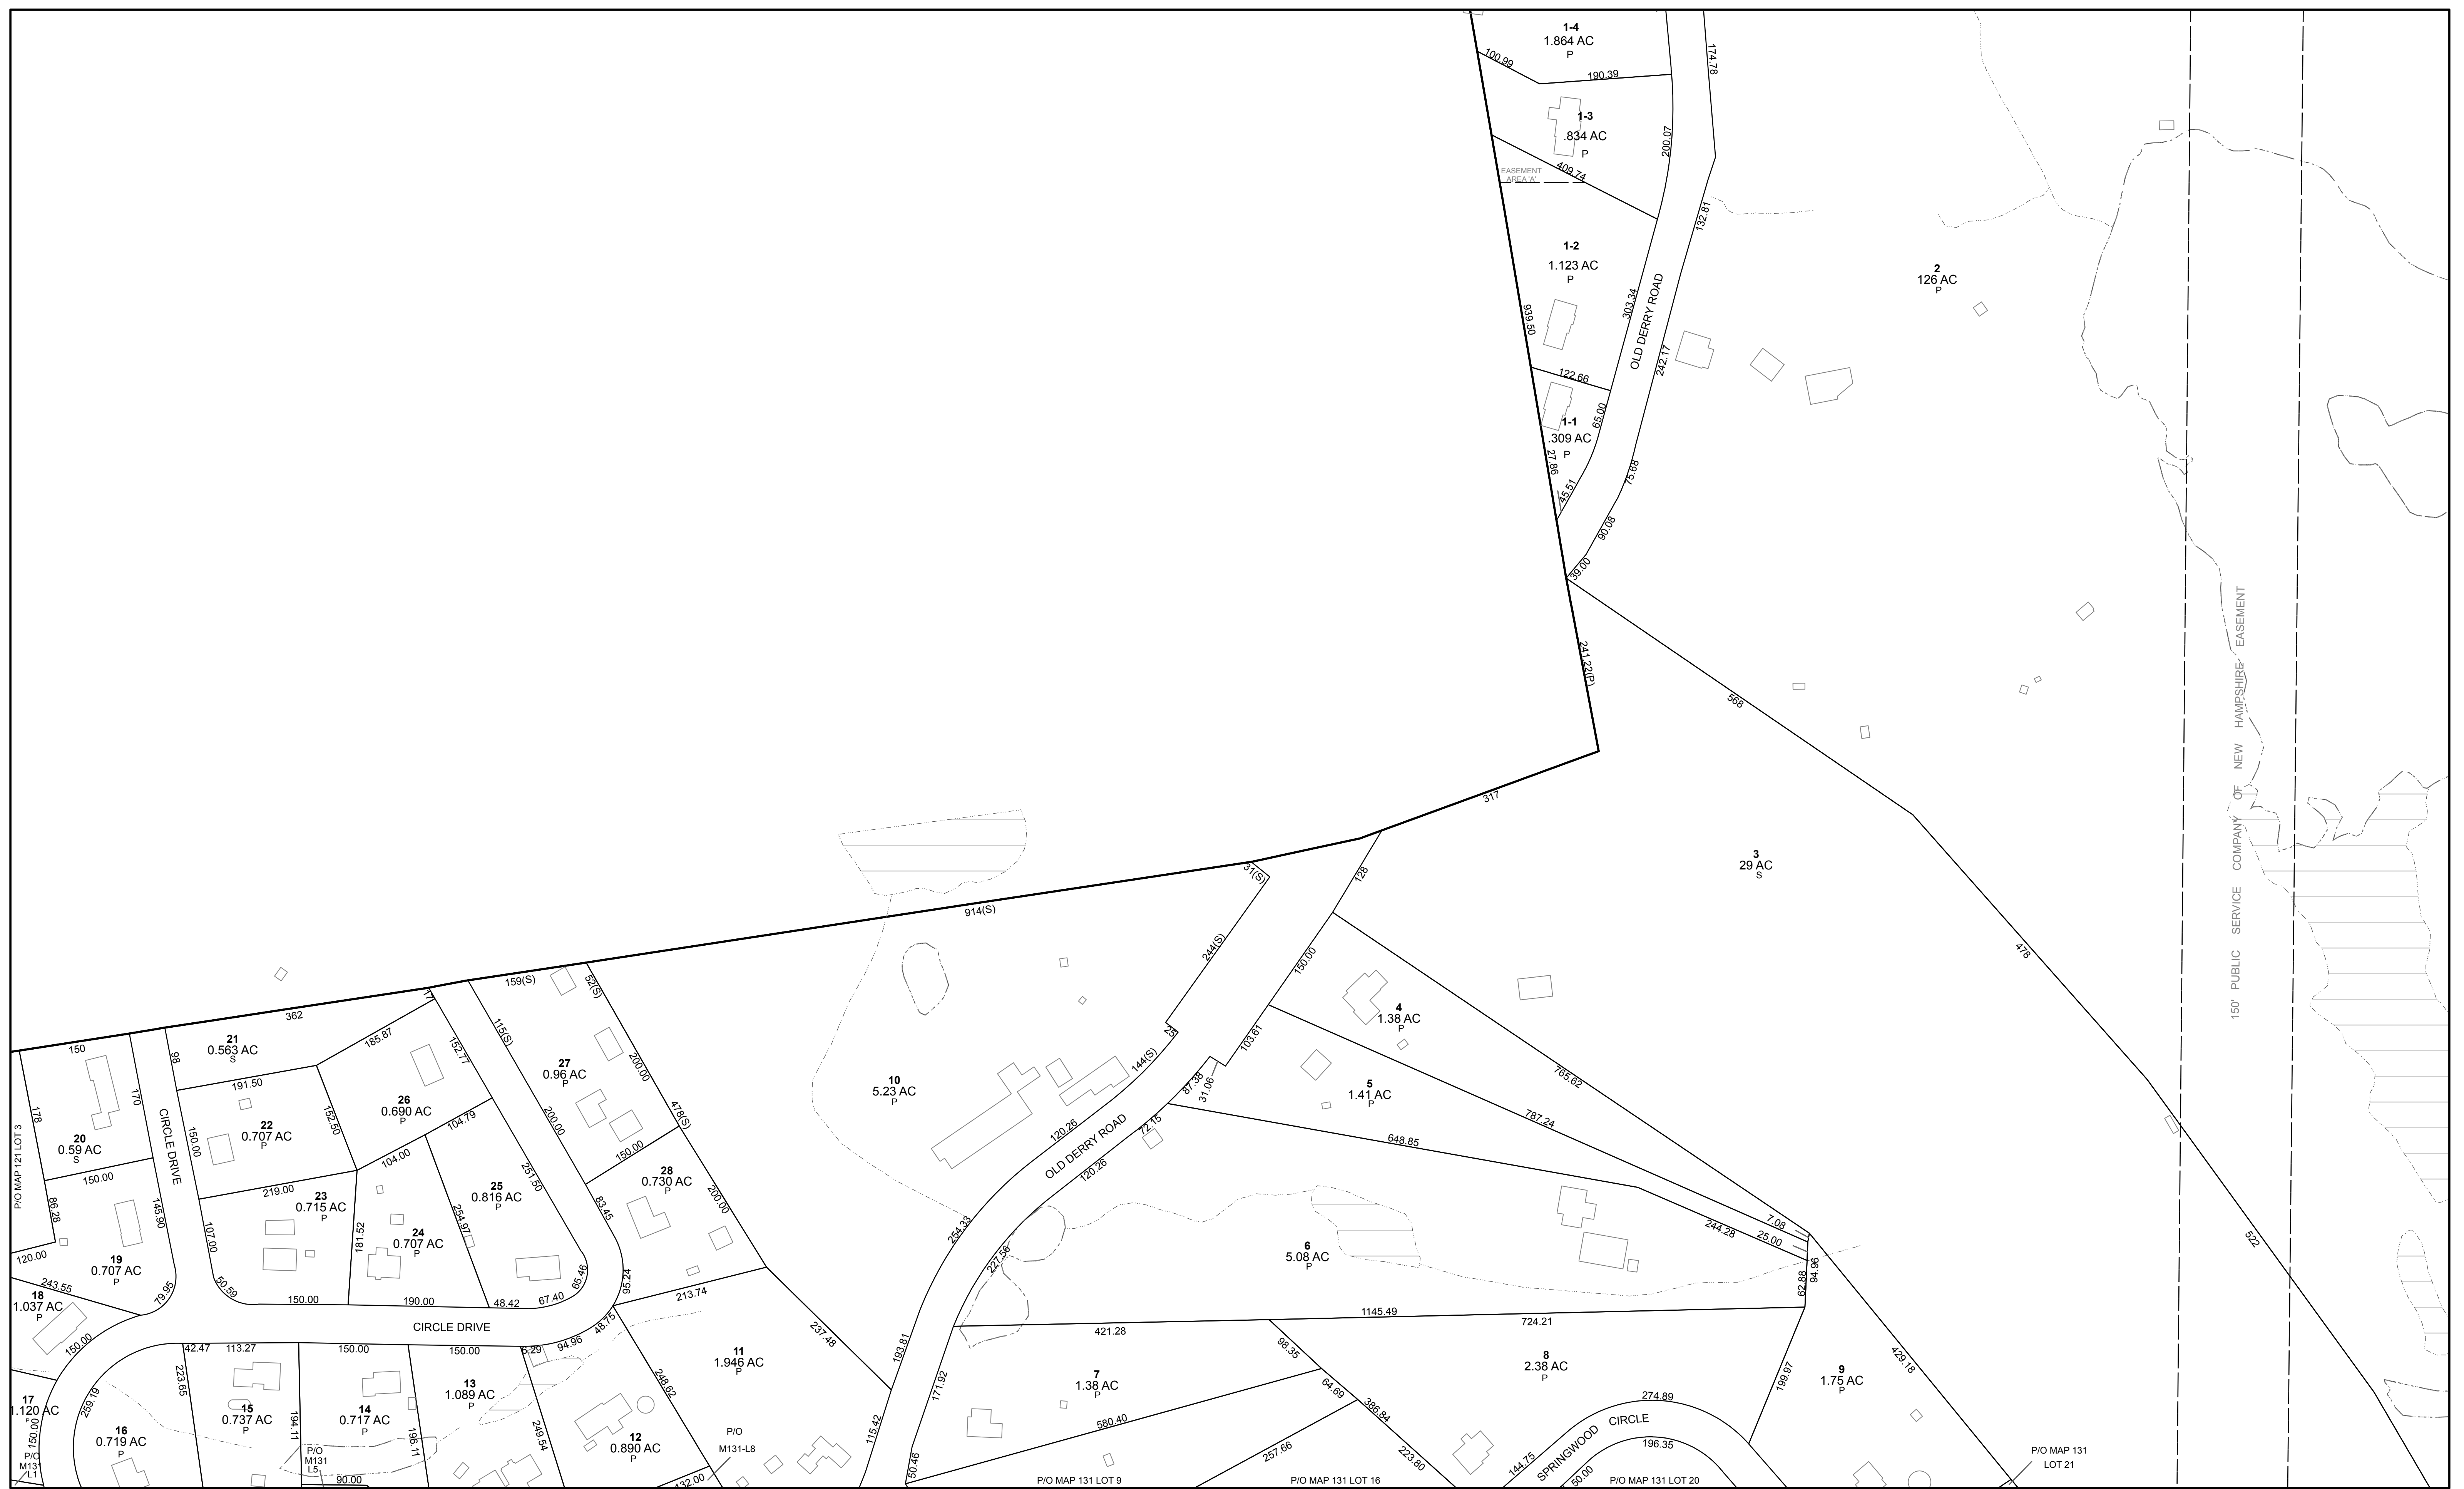 1-4
1.864 AC
P
100.99
190.39
174.78
1-3
.834 AC
P
200.07
409.74
EASEMENT
AREA 'A'
132.81
1-2
1.123 AC
P
303.34
OLD DERRY ROAD
939.50
242.17
122.66
65.00
1-1
.309 AC
P
27.86
45.51
75.68
90.08
39.00
2
126 AC
P
150' PUBLIC SERVICE COMPANY OF NEW HAMPSHIRE EASEMENT
241.22(P)
568
317
3
29 AC
S
478
522
128
31(S)
914(S)
244(S)
150.00
25
144(S)
103.61
87.38
31.06
72.15
4
1.38 AC
P
765.62
5
1.41 AC
P
787.24
648.85
7.08
25.00
244.28
94.96
62.88
10
5.23 AC
P
120.26
OLD DERRY ROAD
120.26
254.33
227.56
6
5.08 AC
P
1145.49
421.28
724.21
193.81
171.92
115.42
50.46
7
1.38 AC
P
98.35
64.69
386.84
580.40
257.66
223.80
8
2.38 AC
P
274.89
SPRINGWOOD
CIRCLE
196.35
144.75
50.00
199.97
9
1.75 AC
P
429.18
P/O MAP 131 LOT 9
P/O MAP 131 LOT 16
P/O MAP 131 LOT 20
P/O MAP 131
LOT 21
159(S)
52(S)
362
17
150
98
21
0.563 AC
S
185.87
191.50
152.77
115(S)
27
0.96 AC
P
200.00
200.00
478(S)
150.00
28
0.730 AC
P
200.00
83.45
95.24
213.74
237.48
178
170
P/O MAP 121 LOT 3
20
0.59 AC
S
150.00
CIRCLE DRIVE
150.00
22
0.707 AC
P
152.50
26
0.690 AC
P
104.79
104.00
219.00
23
0.715 AC
P
181.52
24
0.707 AC
P
254.97
25
0.816 AC
P
251.50
65.46
67.40
48.42
190.00
150.00
50.59
107.00
145.90
86.28
120.00
19
0.707 AC
P
79.95
243.55
18
1.037 AC
P
150.00
CIRCLE DRIVE
48.75
94.96
6.29
150.00
150.00
113.27
42.47
17
1.120 AC
P
150.00
P/O
M131
L1
259.19
16
0.719 AC
P
223.65
15
0.737 AC
P
194.11
P/O
M131
L5
90.00
14
0.717 AC
P
196.11
13
1.089 AC
P
249.54
12
0.890 AC
P
248.62
132.00
11
1.946 AC
P
P/O
M131-L8